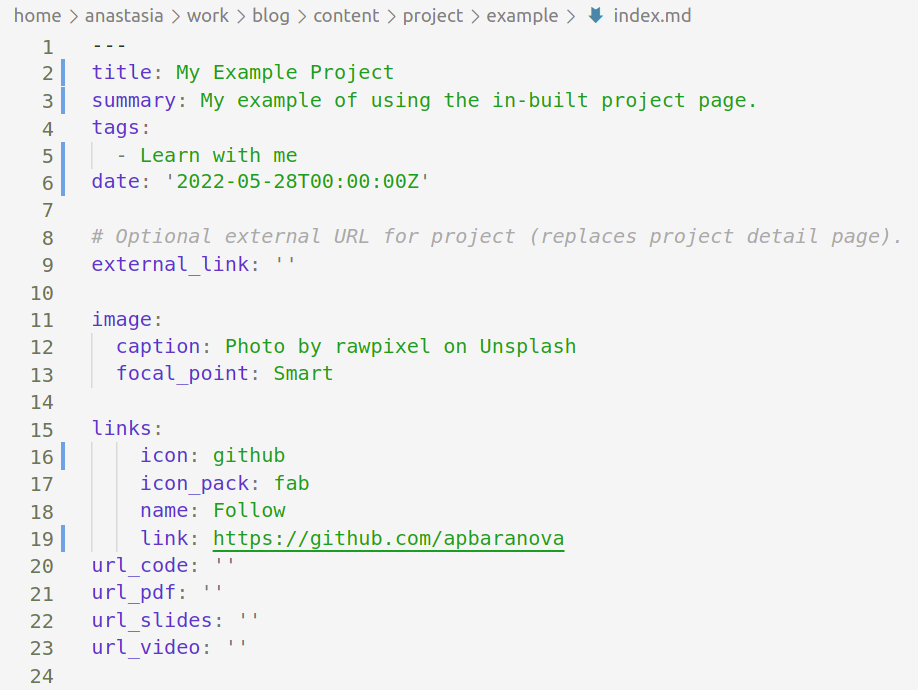 home > anastasia > work > blog > content > project > example > index.md
1 ---
2 title: My Example Project
3 summary: My example of using the in-built project page.
4 tags:
5   - Learn with me
6 date: '2022-05-28T00:00:00Z'
7
8 # Optional external URL for project (replaces project detail page).
9 external_link: ''
10
11 image:
12   caption: Photo by rawpixel on Unsplash
13   focal_point: Smart
14
15 links:
16     icon: github
17     icon_pack: fab
18     name: Follow
19     link: https://github.com/apbaranova
20 url_code: ''
21 url_pdf: ''
22 url_slides: ''
23 url_video: ''
24